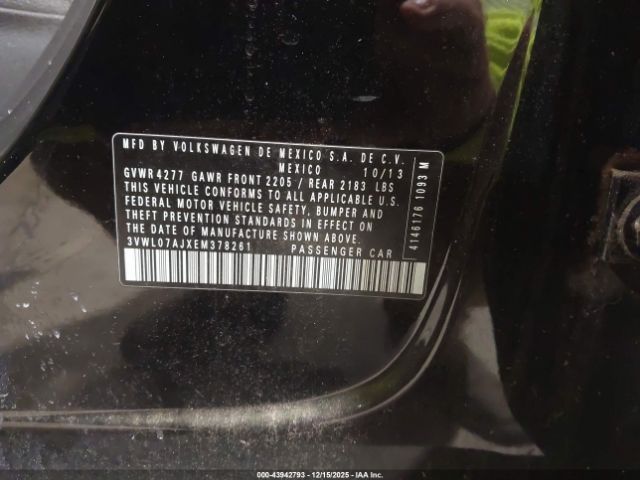 MFD BY VOLKSWAGEN DE MEXICO S.A. DE C.V.
MEXICO 10/13
GVWR 4277 GAWR FRONT 2205 / REAR 2183 LBS
THIS VEHICLE CONFORMS TO ALL APPLICABLE U.S.
FEDERAL MOTOR VEHICLE SAFETY, BUMPER AND
THEFT PREVENTION STANDARDS IN EFFECT ON
THE DATE OF MANUFACTURE SHOWN ABOVE.
3VWL07AJXEM378261 PASSENGER CAR
4146176 1093 M
000-43942793 - 12/15/2025 - IAA Inc.